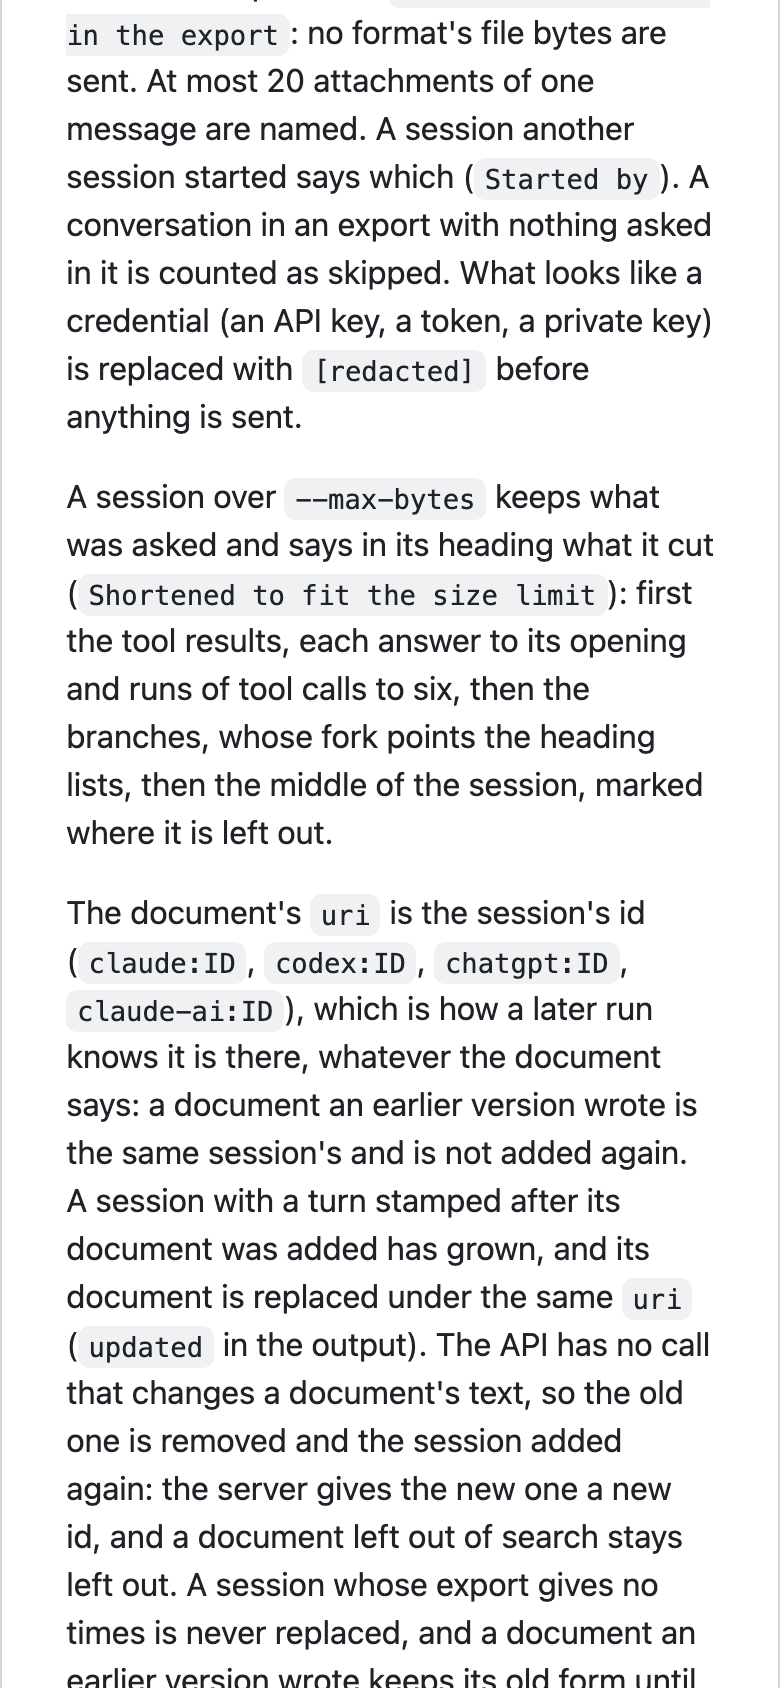 in the export: no format's file bytes are
sent. At most 20 attachments of one
message are named. A session another
session started says which (Started by). A
conversation in an export with nothing asked
in it is counted as skipped. What looks like a
credential (an API key, a token, a private key)
is replaced with [redacted] before
anything is sent.
A session over --max-bytes keeps what
was asked and says in its heading what it cut
(Shortened to fit the size limit): first
the tool results, each answer to its opening
and runs of tool calls to six, then the
branches, whose fork points the heading
lists, then the middle of the session, marked
where it is left out.
The document's uri is the session's id
(claude:ID, codex:ID, chatgpt:ID,
claude-ai:ID), which is how a later run
knows it is there, whatever the document
says: a document an earlier version wrote is
the same session's and is not added again.
A session with a turn stamped after its
document was added has grown, and its
document is replaced under the same uri
(updated in the output). The API has no call
that changes a document's text, so the old
one is removed and the session added
again: the server gives the new one a new
id, and a document left out of search stays
left out. A session whose export gives no
times is never replaced, and a document an
earlier version wrote keeps its old form until